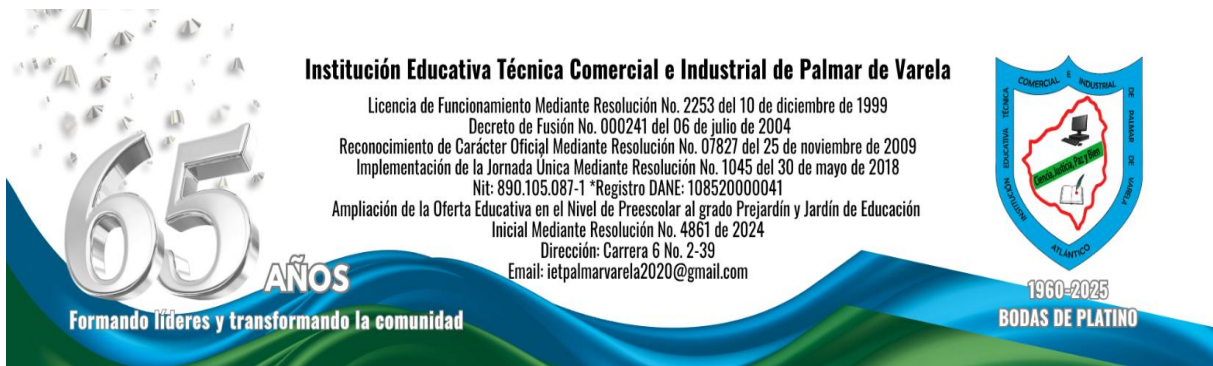 Institución Educativa Técnica Comercial e Industrial de Palmar de Varela
Licencia de Funcionamiento Mediante Resolución No. 2253 del 10 de diciembre de 1999
Decreto de Fusión No. 000241 del 06 de julio de 2004
Reconocimiento de Carácter Oficial Mediante Resolución No. 07827 del 25 de noviembre de 2009
Implementación de la Jornada Única Mediante Resolución No. 1045 del 30 de mayo de 2018
Nit: 890.105.087-1 *Registro DANE: 108520000041
Ampliación de la Oferta Educativa en el Nivel de Preescolar al grado Prejardín y Jardín de Educación
Inicial Mediante Resolución No. 4861 de 2024
Dirección: Carrera 6 No. 2-39
Email: ietpalmarvarela2020@gmail.com
65
AÑOS
Formando líderes y transformando la comunidad
INSTITUCIÓN EDUCATIVA TÉCNICA COMERCIAL E INDUSTRIAL DE PALMAR DE VARELA
ATLÁNTICO
Ciencia, Justicia, Paz y Bien
1960-2025
BODAS DE PLATINO